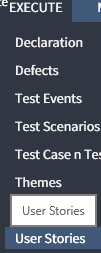 EXECUTE
Declaration
Defects
Test Events
Test Scenarios
Test Case n Tes
Themes
User Stories
User Stories